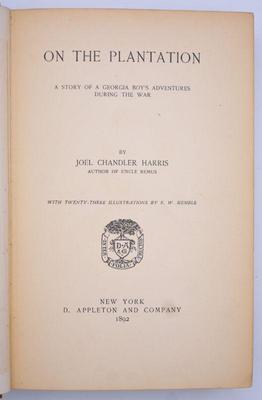 ON THE PLANTATION
A STORY OF A GEORGIA BOY'S ADVENTURES
DURING THE WAR
BY
JOEL CHANDLER HARRIS
AUTHOR OF UNCLE REMUS
WITH TWENTY-THREE ILLUSTRATIONS BY E. W. KEMBLE
D·A
NEW YORK
D. APPLETON AND COMPANY
1892